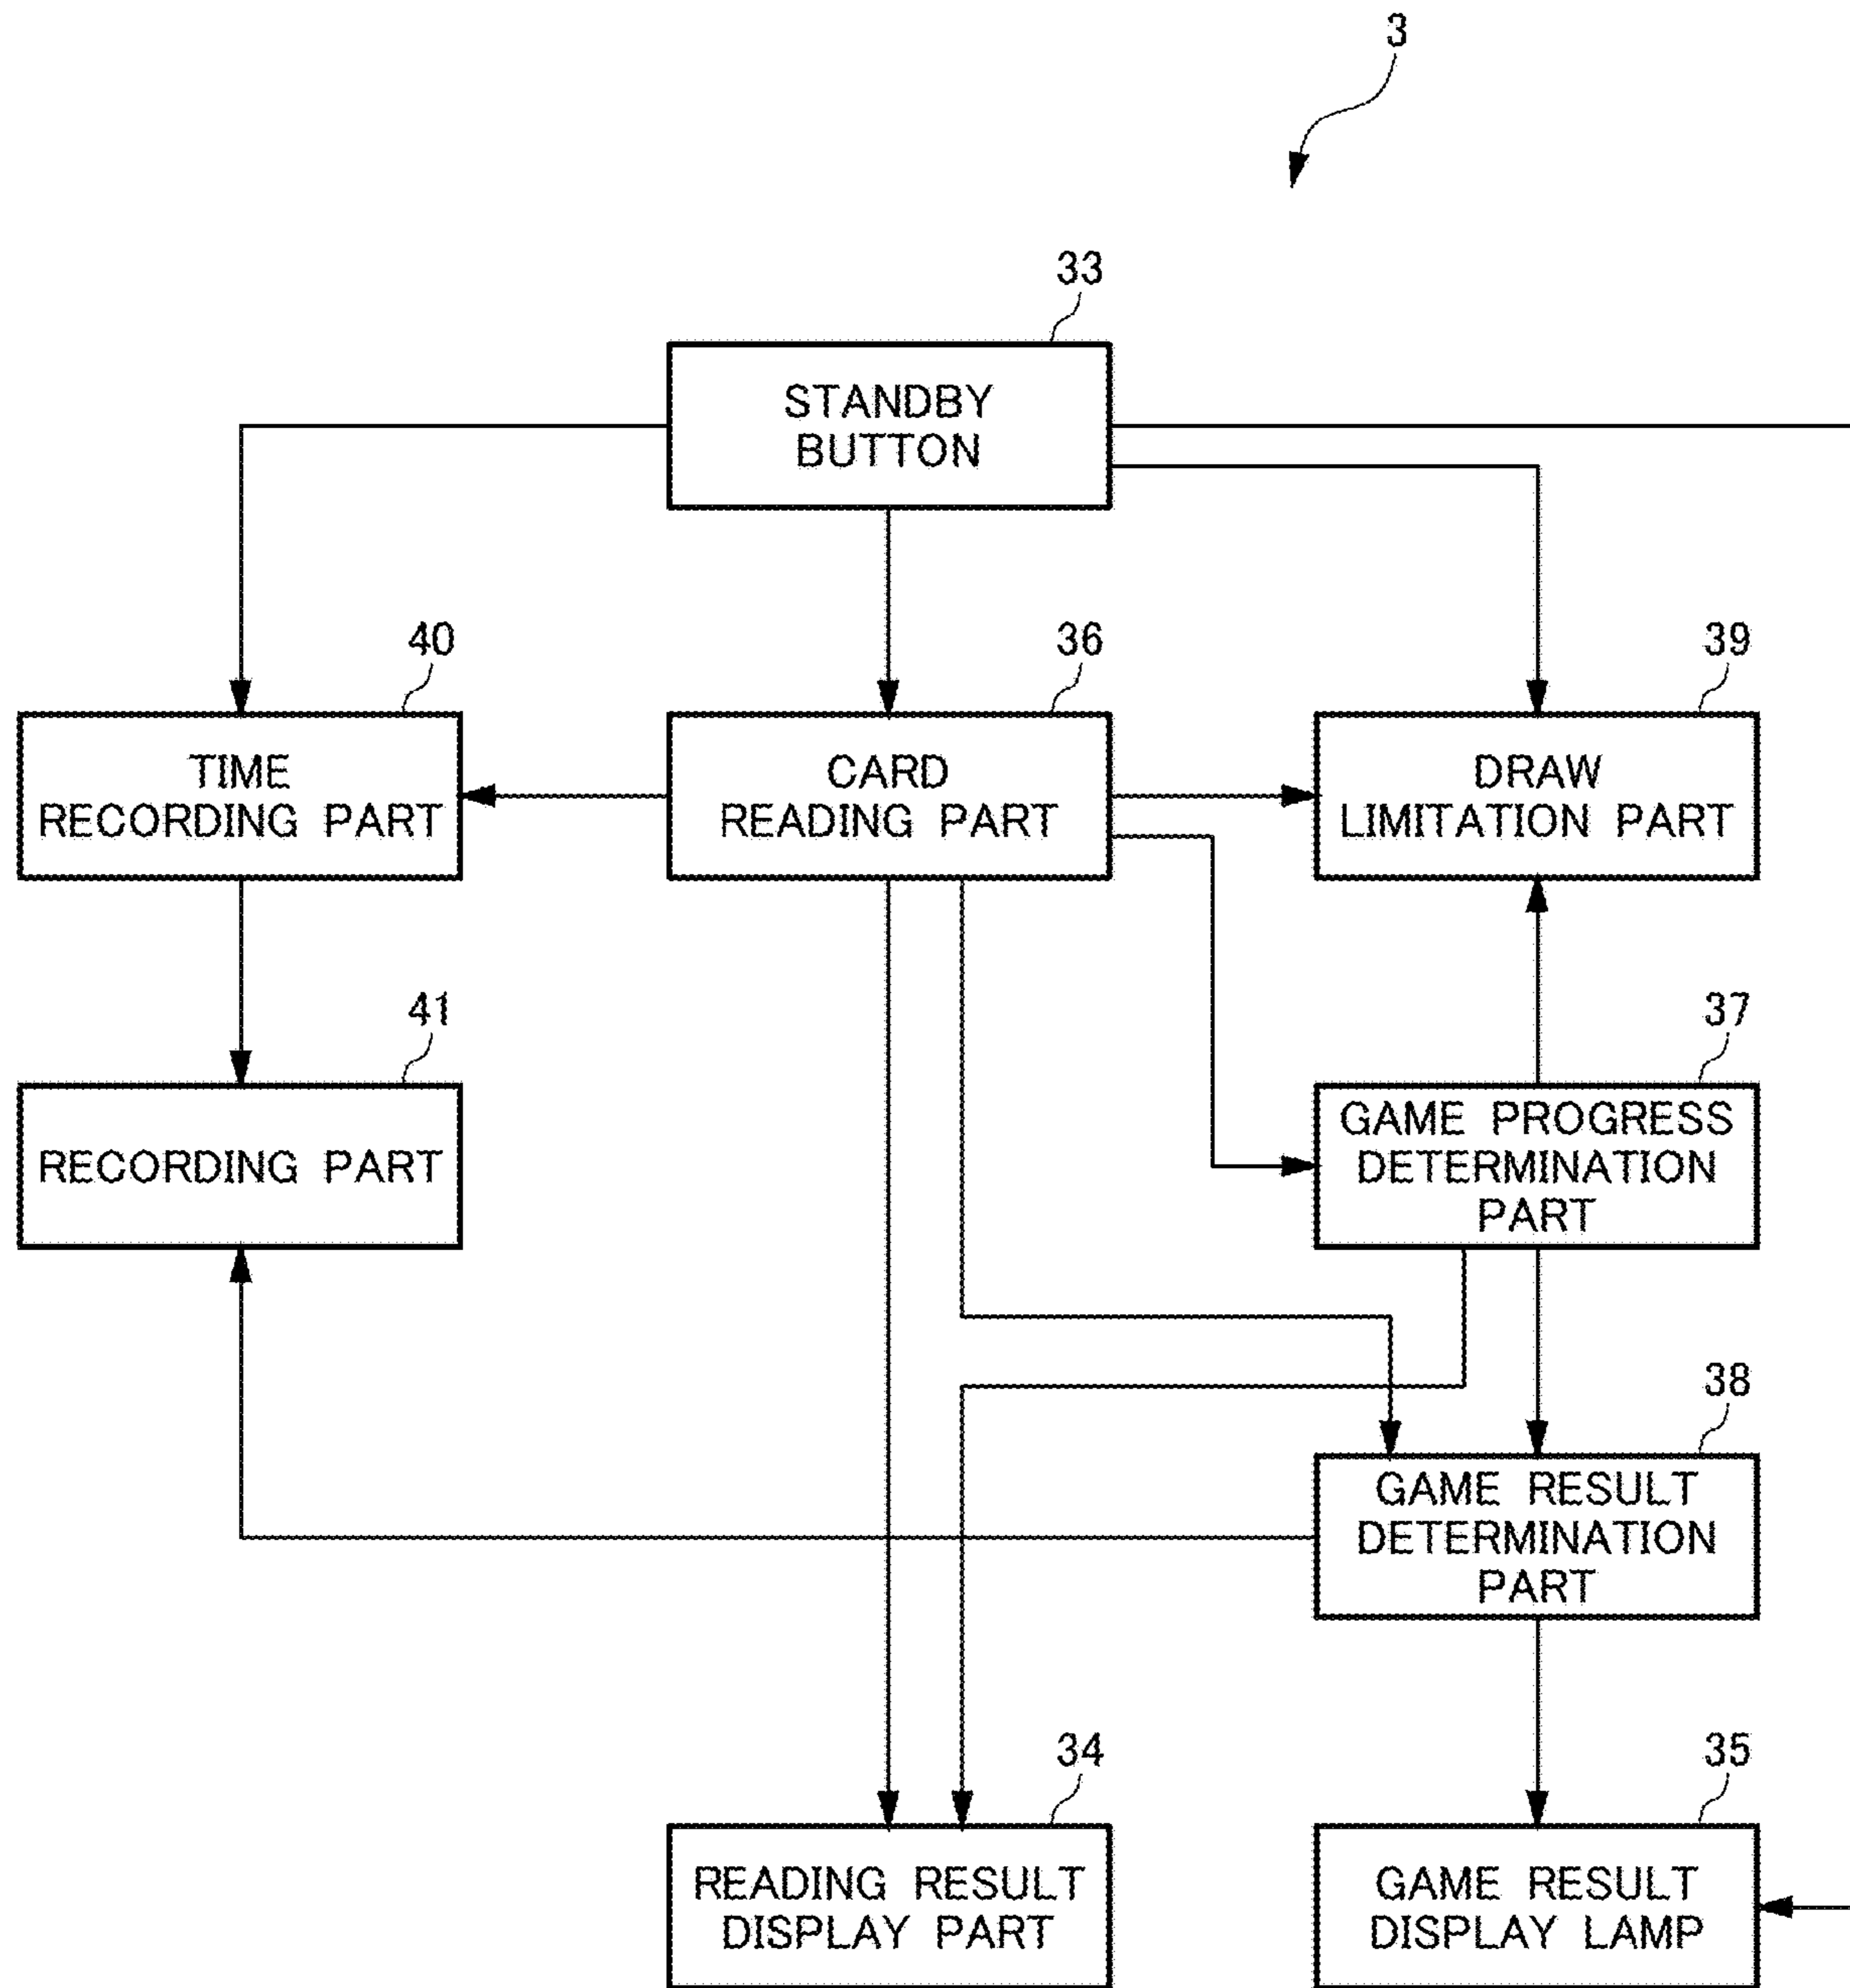 3
33
STANDBY
BUTTON
40
36
39
TIME
RECORDING PART
CARD
READING PART
DRAW
LIMITATION PART
41
37
RECORDING PART
GAME PROGRESS
DETERMINATION
PART
38
GAME RESULT
DETERMINATION
PART
34
35
READING RESULT
DISPLAY PART
GAME RESULT
DISPLAY LAMP